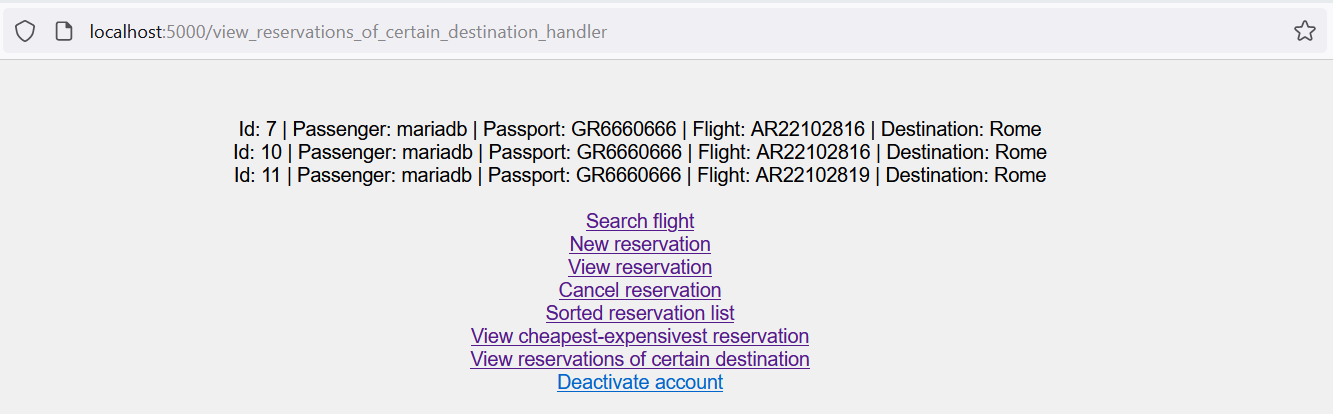 localhost:5000/view_reservations_of_certain_destination_handler
Id: 7 | Passenger: mariadb | Passport: GR6660666 | Flight: AR22102816 | Destination: Rome
Id: 10 | Passenger: mariadb | Passport: GR6660666 | Flight: AR22102816 | Destination: Rome
Id: 11 | Passenger: mariadb | Passport: GR6660666 | Flight: AR22102819 | Destination: Rome
Search flight
New reservation
View reservation
Cancel reservation
Sorted reservation list
View cheapest-expensivest reservation
View reservations of certain destination
Deactivate account